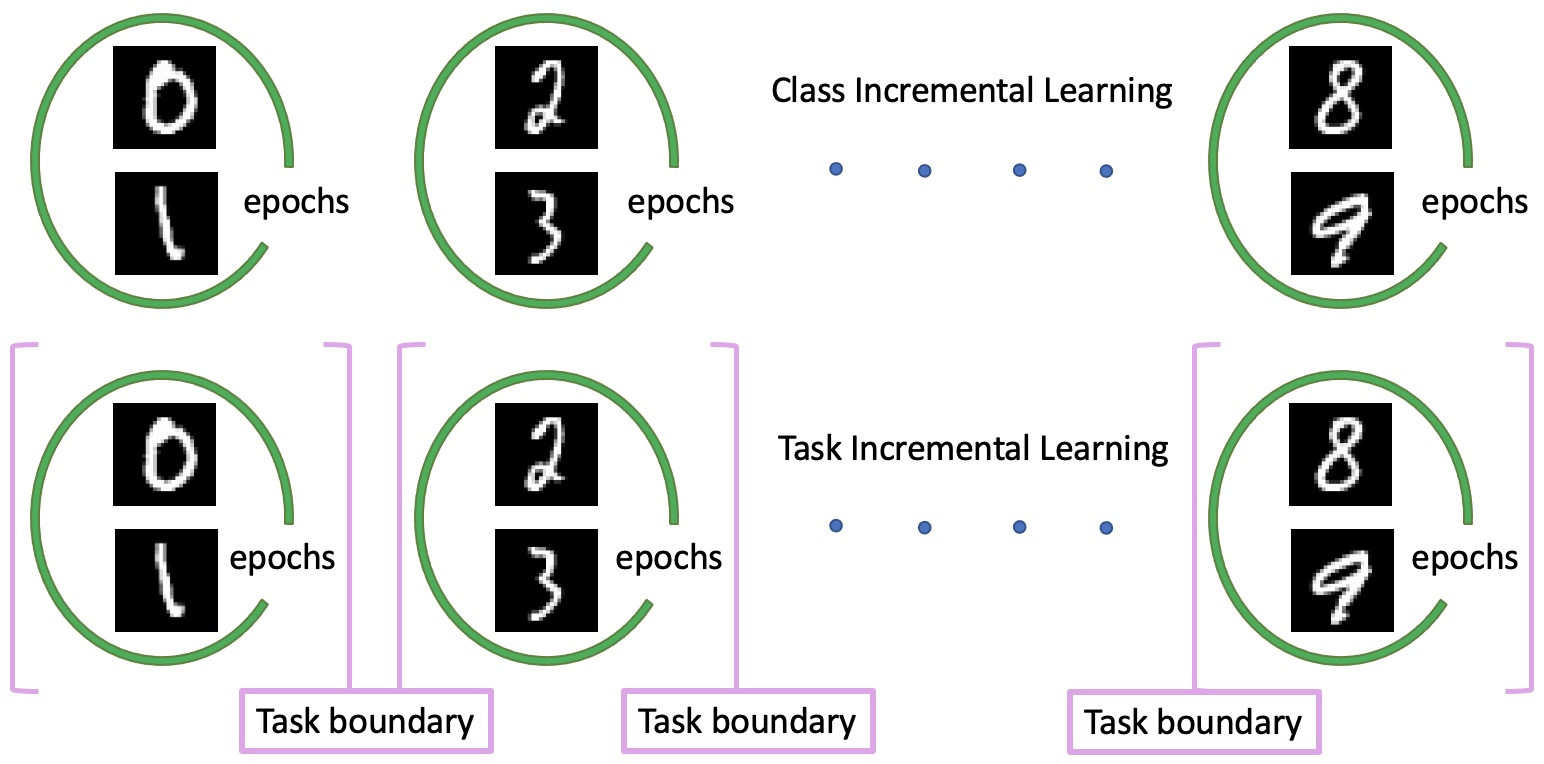 0
2
Class Incremental Learning
8
1
epochs
3
epochs
9
epochs
0
2
Task Incremental Learning
8
1
epochs
3
epochs
9
epochs
Task boundary
Task boundary
Task boundary